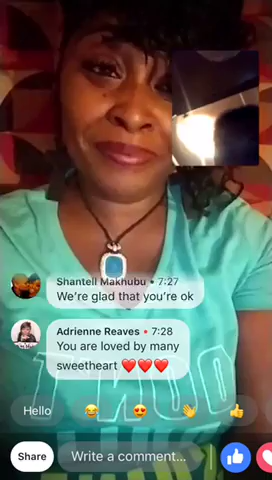 Shantell Makhubu • 7:27
We're glad that you're ok
Adrienne Reaves • 7:28
You are loved by many
sweetheart ❤️❤️❤️
Hello 😂 😍 👋 👍
Share Write a comment...